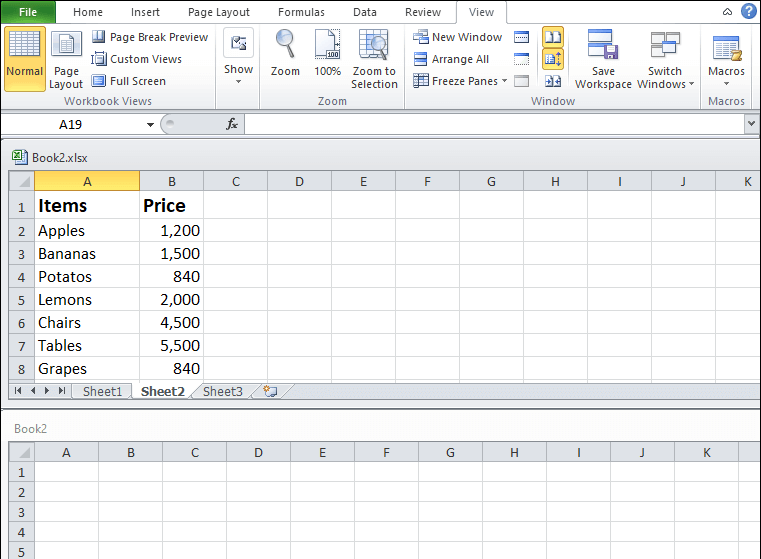 File Home Insert Page Layout Formulas Data Review View
Normal Page Layout Page Break Preview Custom Views Full Screen
Workbook Views
Show
Zoom 100% Zoom to Selection
Zoom
New Window Arrange All Freeze Panes
Save Workspace Switch Windows
Window
Macros
Macros
A19 fx
Book2.xlsx
A B C D E F G H I J K
1 Items Price
2 Apples 1,200
3 Bananas 1,500
4 Potatos 840
5 Lemons 2,000
6 Chairs 4,500
7 Tables 5,500
8 Grapes 840
Sheet1 Sheet2 Sheet3
Book2
A B C D E F G H I J K
1
2
3
4
5